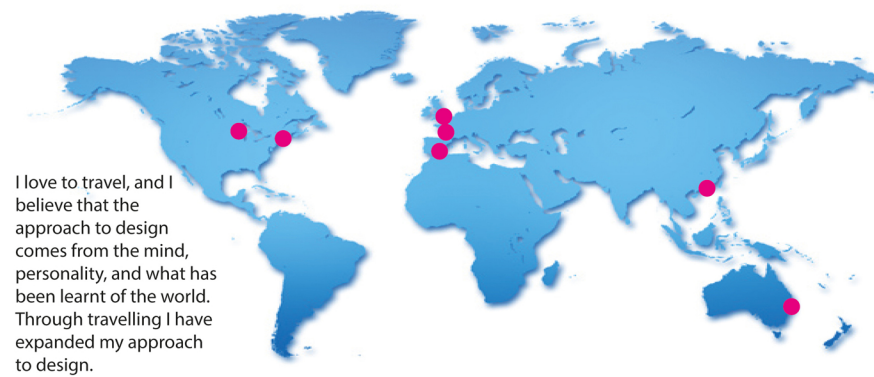 I love to travel, and I
believe that the
approach to design
comes from the mind,
personality, and what has
been learnt of the world.
Through travelling I have
expanded my approach
to design.